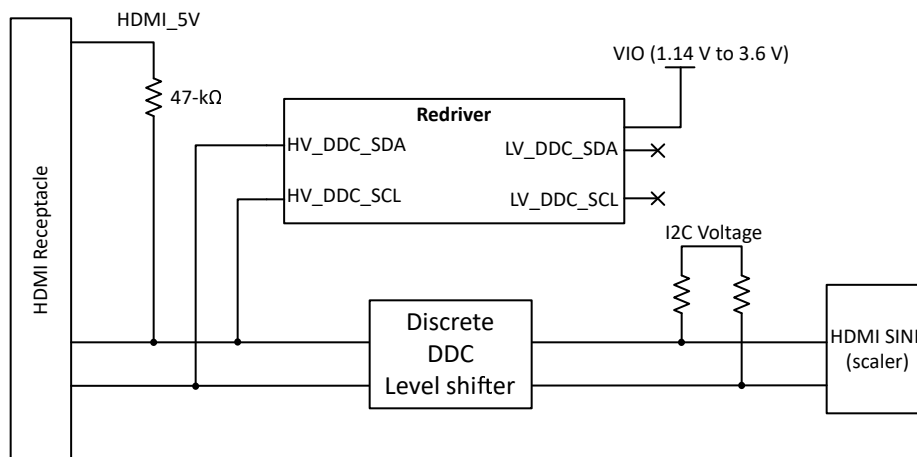 HDMI_5V
VIO (1.14 V to 3.6 V)
47-kΩ
Redriver
HV_DDC_SDA
LV_DDC_SDA
HV_DDC_SCL
LV_DDC_SCL
HDMI Receptacle
I2C Voltage
Discrete
DDC
Level shifter
HDMI SINK
(scaler)